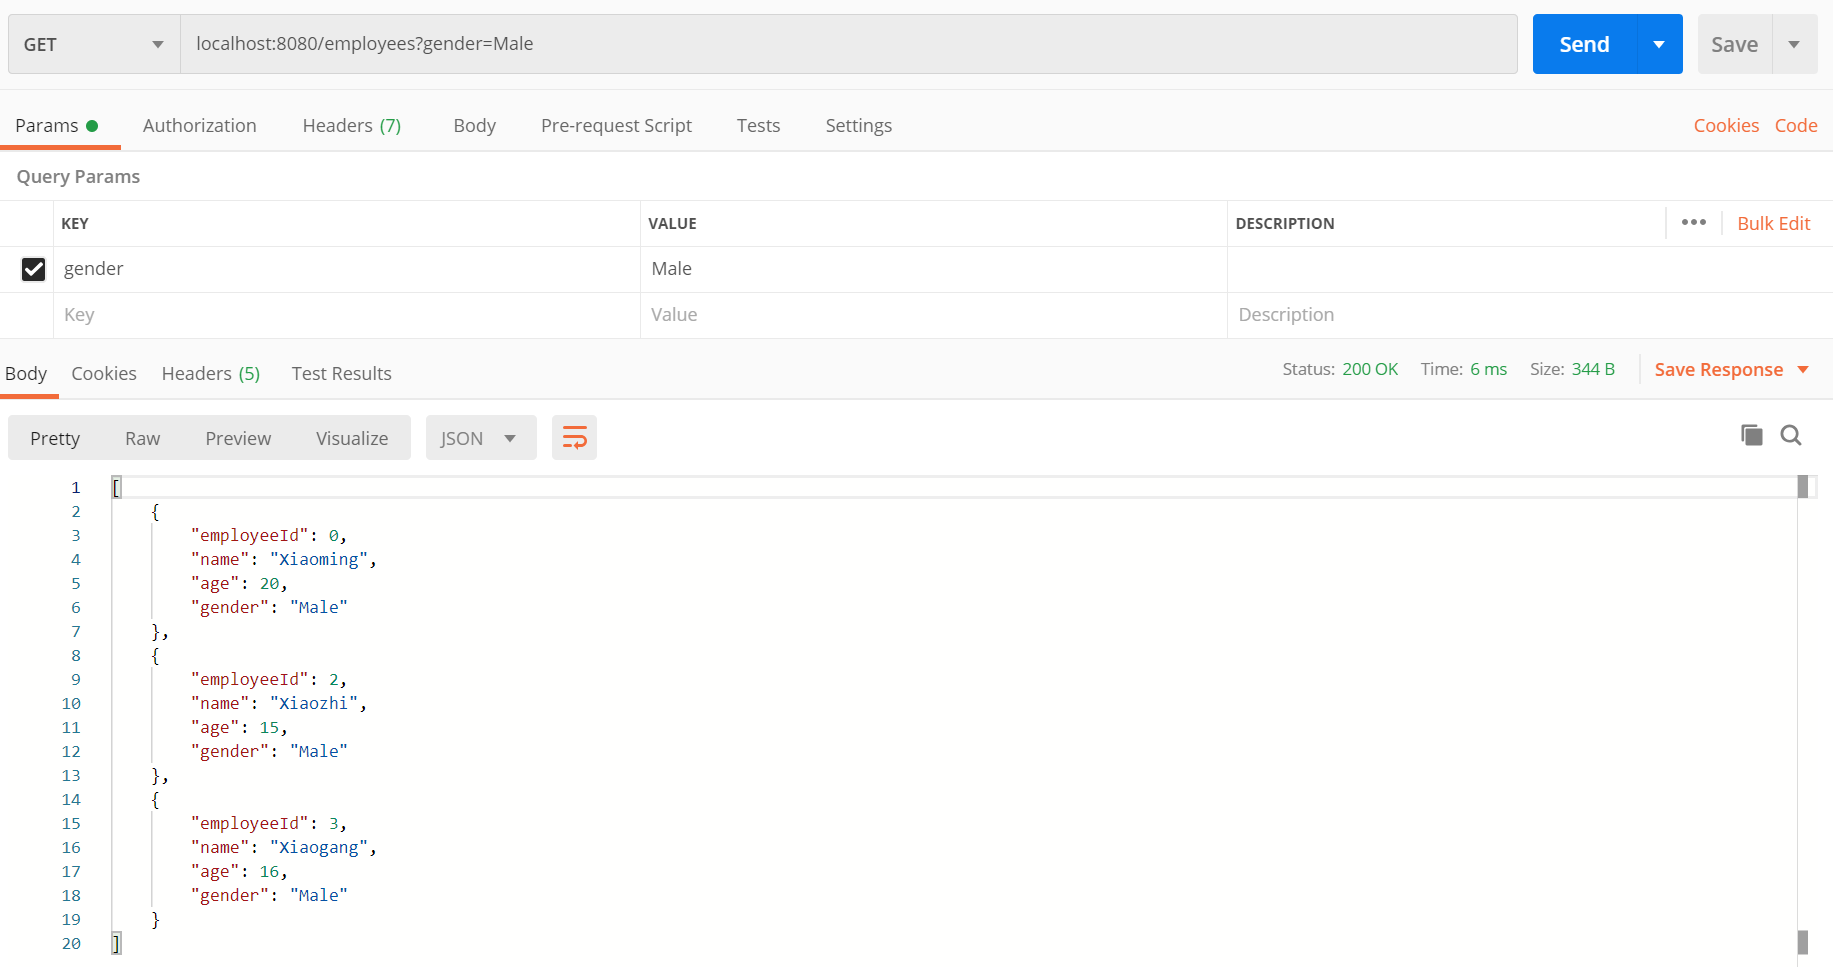 GET localhost:8080/employees?gender=Male Send Save
Params Authorization Headers (7) Body Pre-request Script Tests Settings Cookies Code
Query Params
KEY VALUE DESCRIPTION ••• Bulk Edit
gender Male
Key Value Description
Body Cookies Headers (5) Test Results Status: 200 OK Time: 6 ms Size: 344 B Save Response
Pretty Raw Preview Visualize JSON
1 [
2 {
3 "employeeId": 0,
4 "name": "Xiaoming",
5 "age": 20,
6 "gender": "Male"
7 },
8 {
9 "employeeId": 2,
10 "name": "Xiaozhi",
11 "age": 15,
12 "gender": "Male"
13 },
14 {
15 "employeeId": 3,
16 "name": "Xiaogang",
17 "age": 16,
18 "gender": "Male"
19 }
20 ]